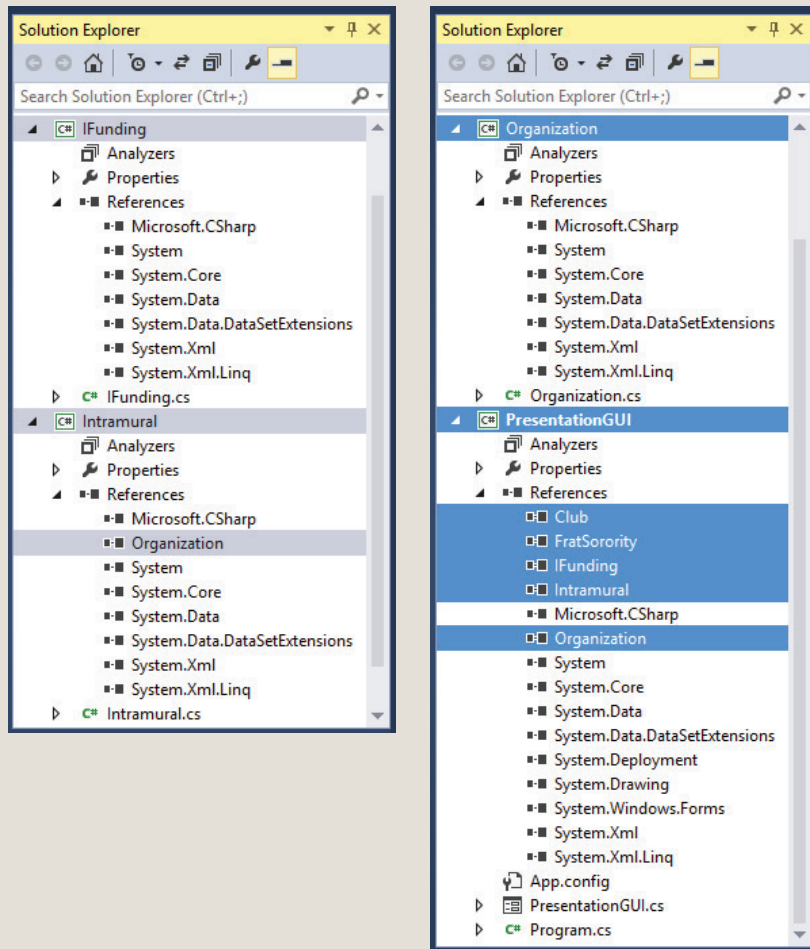 Solution Explorer
Search Solution Explorer (Ctrl+;)
C# IFunding
Analyzers
Properties
References
Microsoft.CSharp
System
System.Core
System.Data
System.Data.DataSetExtensions
System.Xml
System.Xml.Linq
C# IFunding.cs
C# Intramural
Analyzers
Properties
References
Microsoft.CSharp
Organization
System
System.Core
System.Data
System.Data.DataSetExtensions
System.Xml
System.Xml.Linq
C# Intramural.cs
Solution Explorer
Search Solution Explorer (Ctrl+;)
C# Organization
Analyzers
Properties
References
Microsoft.CSharp
System
System.Core
System.Data
System.Data.DataSetExtensions
System.Xml
System.Xml.Linq
C# Organization.cs
C# PresentationGUI
Analyzers
Properties
References
Club
FratSorority
IFunding
Intramural
Microsoft.CSharp
Organization
System
System.Core
System.Data
System.Data.DataSetExtensions
System.Deployment
System.Drawing
System.Windows.Forms
System.Xml
System.Xml.Linq
App.config
PresentationGUI.cs
C# Program.cs